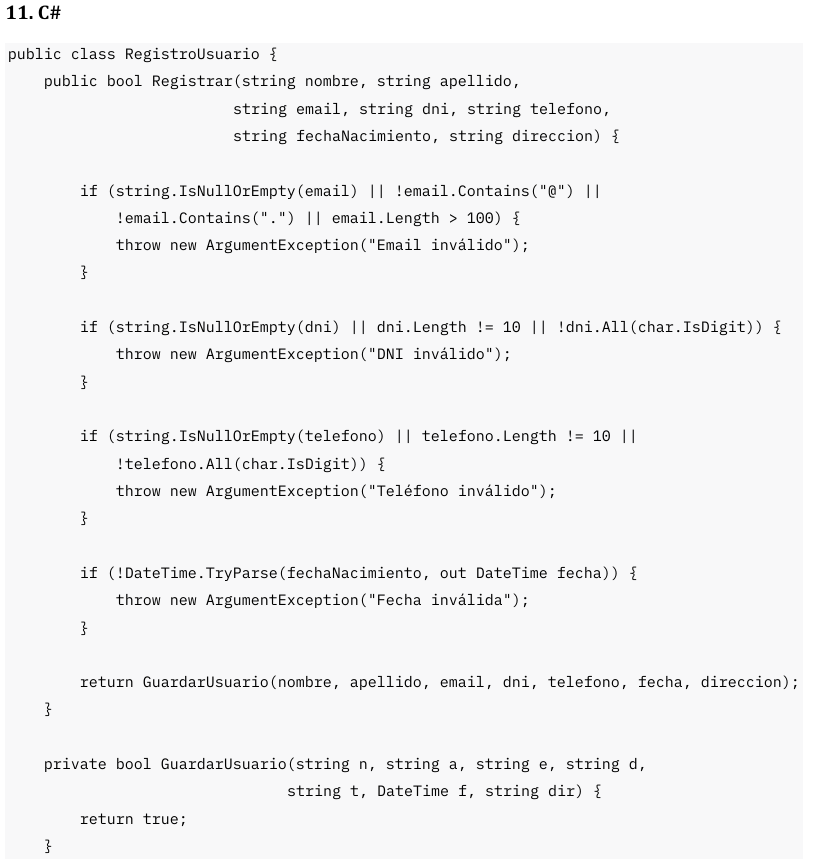 11. C#
public class RegistroUsuario {
    public bool Registrar(string nombre, string apellido,
                         string email, string dni, string telefono,
                         string fechaNacimiento, string direccion) {
        if (string.IsNullOrEmpty(email) || !email.Contains("@") ||
            !email.Contains(".") || email.Length > 100) {
            throw new ArgumentException("Email inválido");
        }
        if (string.IsNullOrEmpty(dni) || dni.Length != 10 || !dni.All(char.IsDigit)) {
            throw new ArgumentException("DNI inválido");
        }
        if (string.IsNullOrEmpty(telefono) || telefono.Length != 10 ||
            !telefono.All(char.IsDigit)) {
            throw new ArgumentException("Teléfono inválido");
        }
        if (!DateTime.TryParse(fechaNacimiento, out DateTime fecha)) {
            throw new ArgumentException("Fecha inválida");
        }
        return GuardarUsuario(nombre, apellido, email, dni, telefono, fecha, direccion);
    }
    private bool GuardarUsuario(string n, string a, string e, string d,
                               string t, DateTime f, string dir) {
        return true;
    }